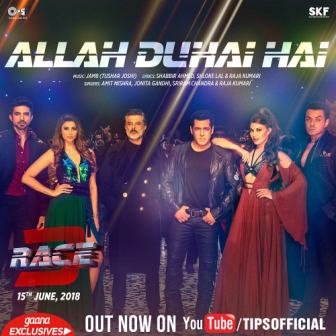 TIPS
SKF
ALLAH DUHAI HAI
MUSIC: JAM8 (TUSHAR JOSHI) LYRICS: SHABBIR AHMED, SHLOKE LAL & RAJA KUMARI
SINGERS: AMIT MISHRA, JONITA GANDHI, SRIRAM CHANDRA & RAJA KUMARI
RACE
3
15TH JUNE, 2018
gaana
EXCLUSIVES
OUT NOW ON YouTube/TIPSOFFICIAL